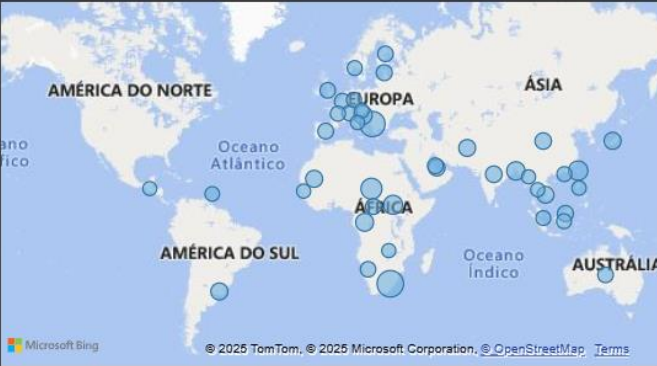 AMÉRICA DO NORTE
EUROPA
ÁSIA
ano
fico
Oceano
Atlântico
ÁFRICA
AMÉRICA DO SUL
Oceano
Índico
AUSTRÁLIA
Microsoft Bing
© 2025 TomTom, © 2025 Microsoft Corporation, © OpenStreetMap Terms